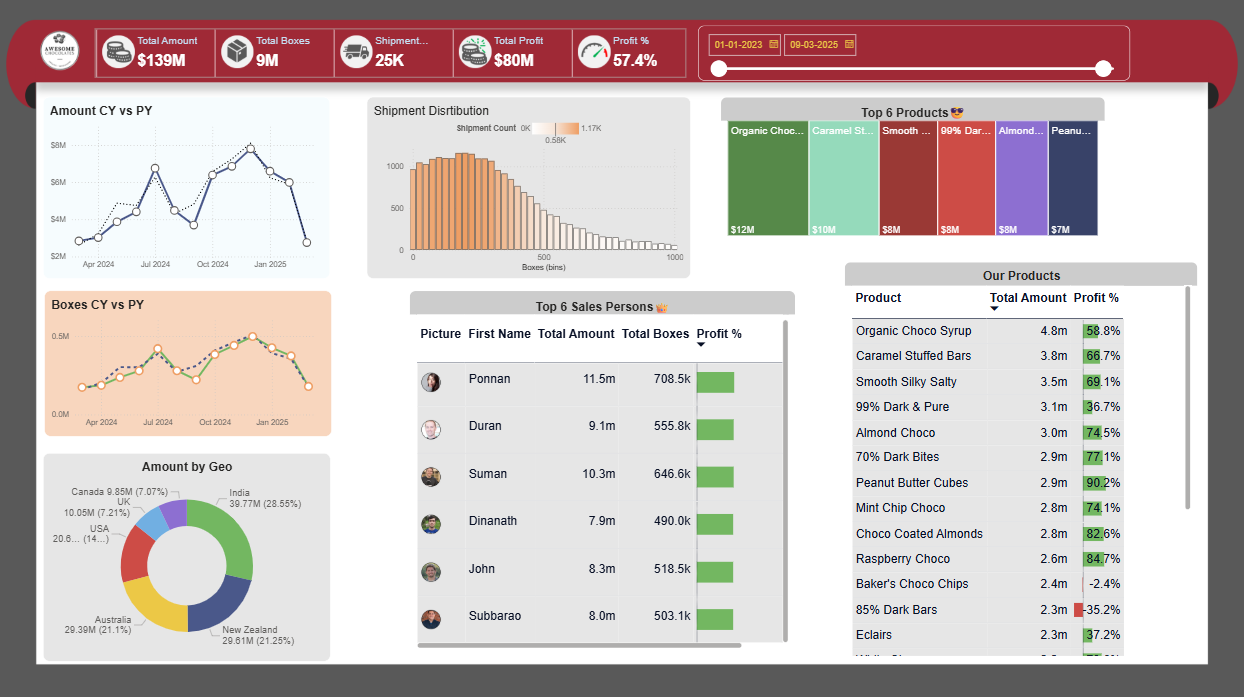 AWESOME
CHOCOLATES
Total Amount
$139M
Total Boxes
9M
Shipment...
25K
Total Profit
$80M
Profit %
57.4%
01-01-2023
09-03-2025
Amount CY vs PY
$8M
$6M
$4M
$2M
Apr 2024
Jul 2024
Oct 2024
Jan 2025
Shipment Disrtibution
Shipment Count 0K 1.17K
0.58K
1000
500
0
0
500
1000
Boxes (bins)
Top 6 Products😎
Organic Choc...
Caramel St...
Smooth ...
99% Dar...
Almond...
Peanu...
$12M
$10M
$8M
$8M
$8M
$7M
Boxes CY vs PY
0.5M
0.0M
Apr 2024
Jul 2024
Oct 2024
Jan 2025
Top 6 Sales Persons
Picture First Name Total Amount Total Boxes Profit %
Ponnan 11.5m 708.5k
Duran 9.1m 555.8k
Suman 10.3m 646.6k
Dinanath 7.9m 490.0k
John 8.3m 518.5k
Subbarao 8.0m 503.1k
Our Products
Product Total Amount Profit %
Organic Choco Syrup 4.8m 58.8%
Caramel Stuffed Bars 3.8m 66.7%
Smooth Silky Salty 3.5m 69.1%
99% Dark & Pure 3.1m 36.7%
Almond Choco 3.0m 74.5%
70% Dark Bites 2.9m 77.1%
Peanut Butter Cubes 2.9m 90.2%
Mint Chip Choco 2.8m 74.1%
Choco Coated Almonds 2.8m 82.6%
Raspberry Choco 2.6m 84.7%
Baker's Choco Chips 2.4m -2.4%
85% Dark Bars 2.3m -35.2%
Eclairs 2.3m 37.2%
Amount by Geo
Canada 9.85M (7.07%)
UK
10.05M (7.21%)
USA
20.6... (14...)
Australia
29.39M (21.1%)
India
39.77M (28.55%)
New Zealand
29.61M (21.25%)